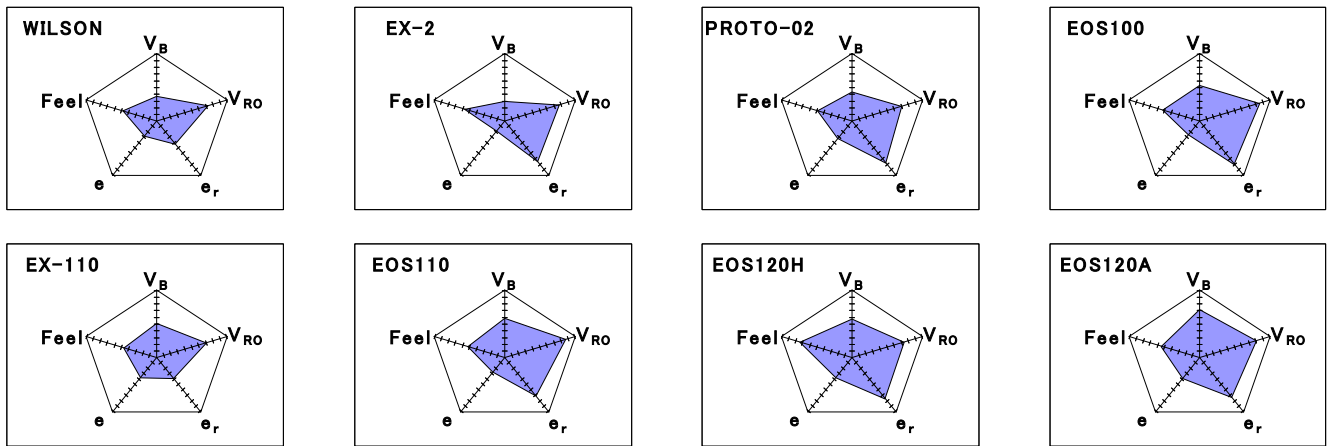 WILSON
V_B
Feel
V_RO
e
e_r
EX-2
V_B
Feel
V_RO
e
e_r
PROTO-02
V_B
Feel
V_RO
e
e_r
EOS100
V_B
Feel
V_RO
e
e_r
EX-110
V_B
Feel
V_RO
e
e_r
EOS110
V_B
Feel
V_RO
e
e_r
EOS120H
V_B
Feel
V_RO
e
e_r
EOS120A
V_B
Feel
V_RO
e
e_r